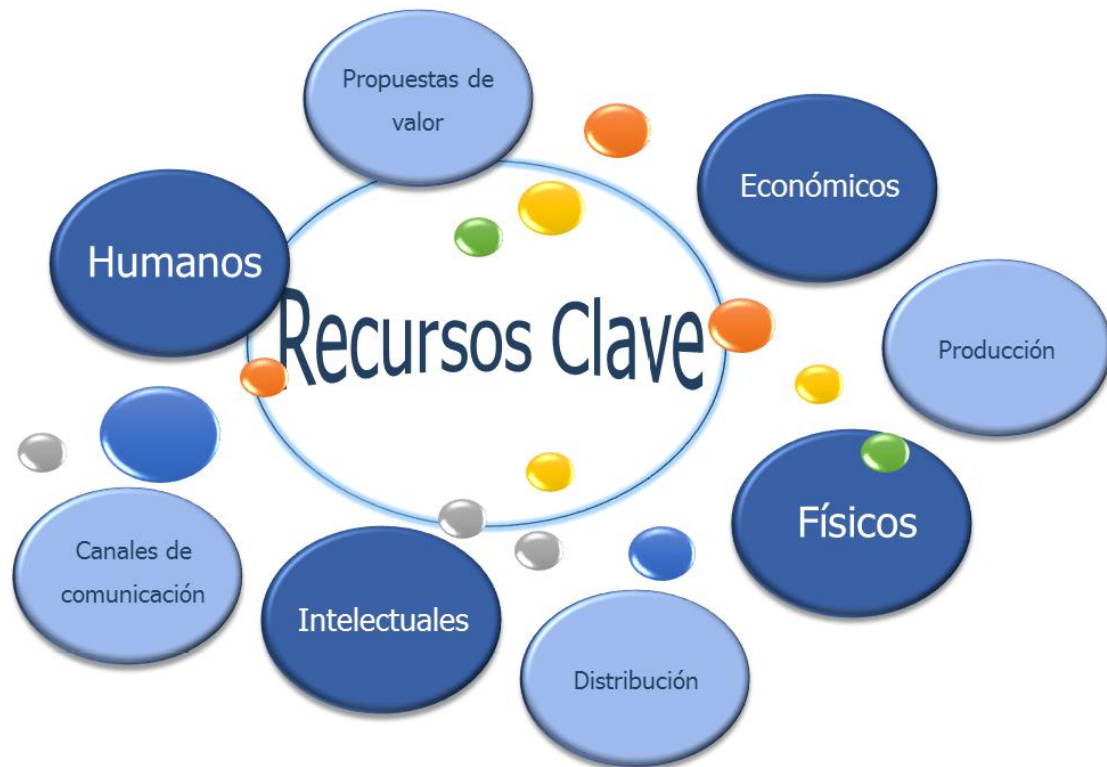 Propuestas de
valor
Económicos
Humanos
Recursos Clave
Producción
Físicos
Canales de
comunicación
Intelectuales
Distribución